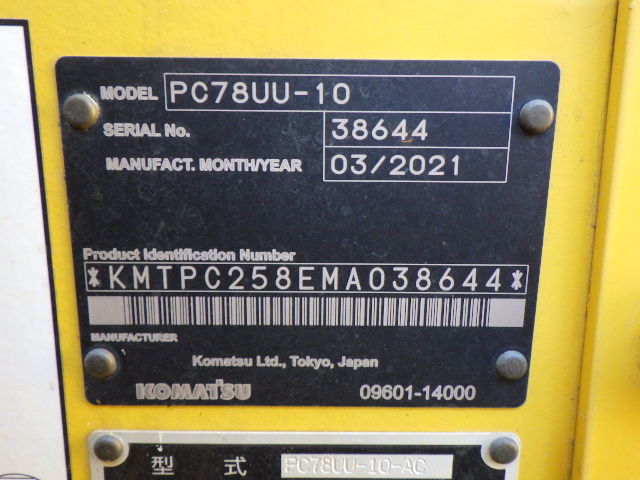 MODEL PC78UU-10
SERIAL No. 38644
MANUFACT. MONTH/YEAR 03/2021
Product Identification Number
*KMTPC258EMA038644*
MANUFACTURER
Komatsu Ltd., Tokyo, Japan
KOMATSU 09601-14000
型 式 PC78UU-10-AC